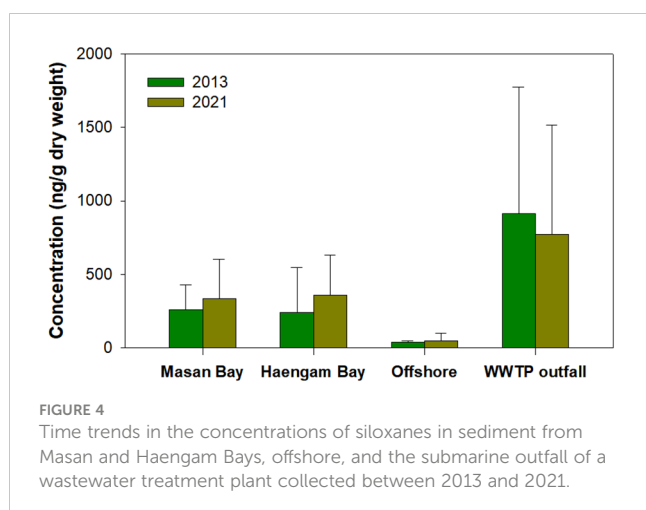 2000
1500
1000
500
0
Concentration (ng/g dry weight)
2013
2021
Masan Bay Haengam Bay Offshore WWTP outfall
FIGURE 4
Time trends in the concentrations of siloxanes in sediment from
Masan and Haengam Bays, offshore, and the submarine outfall of a
wastewater treatment plant collected between 2013 and 2021.